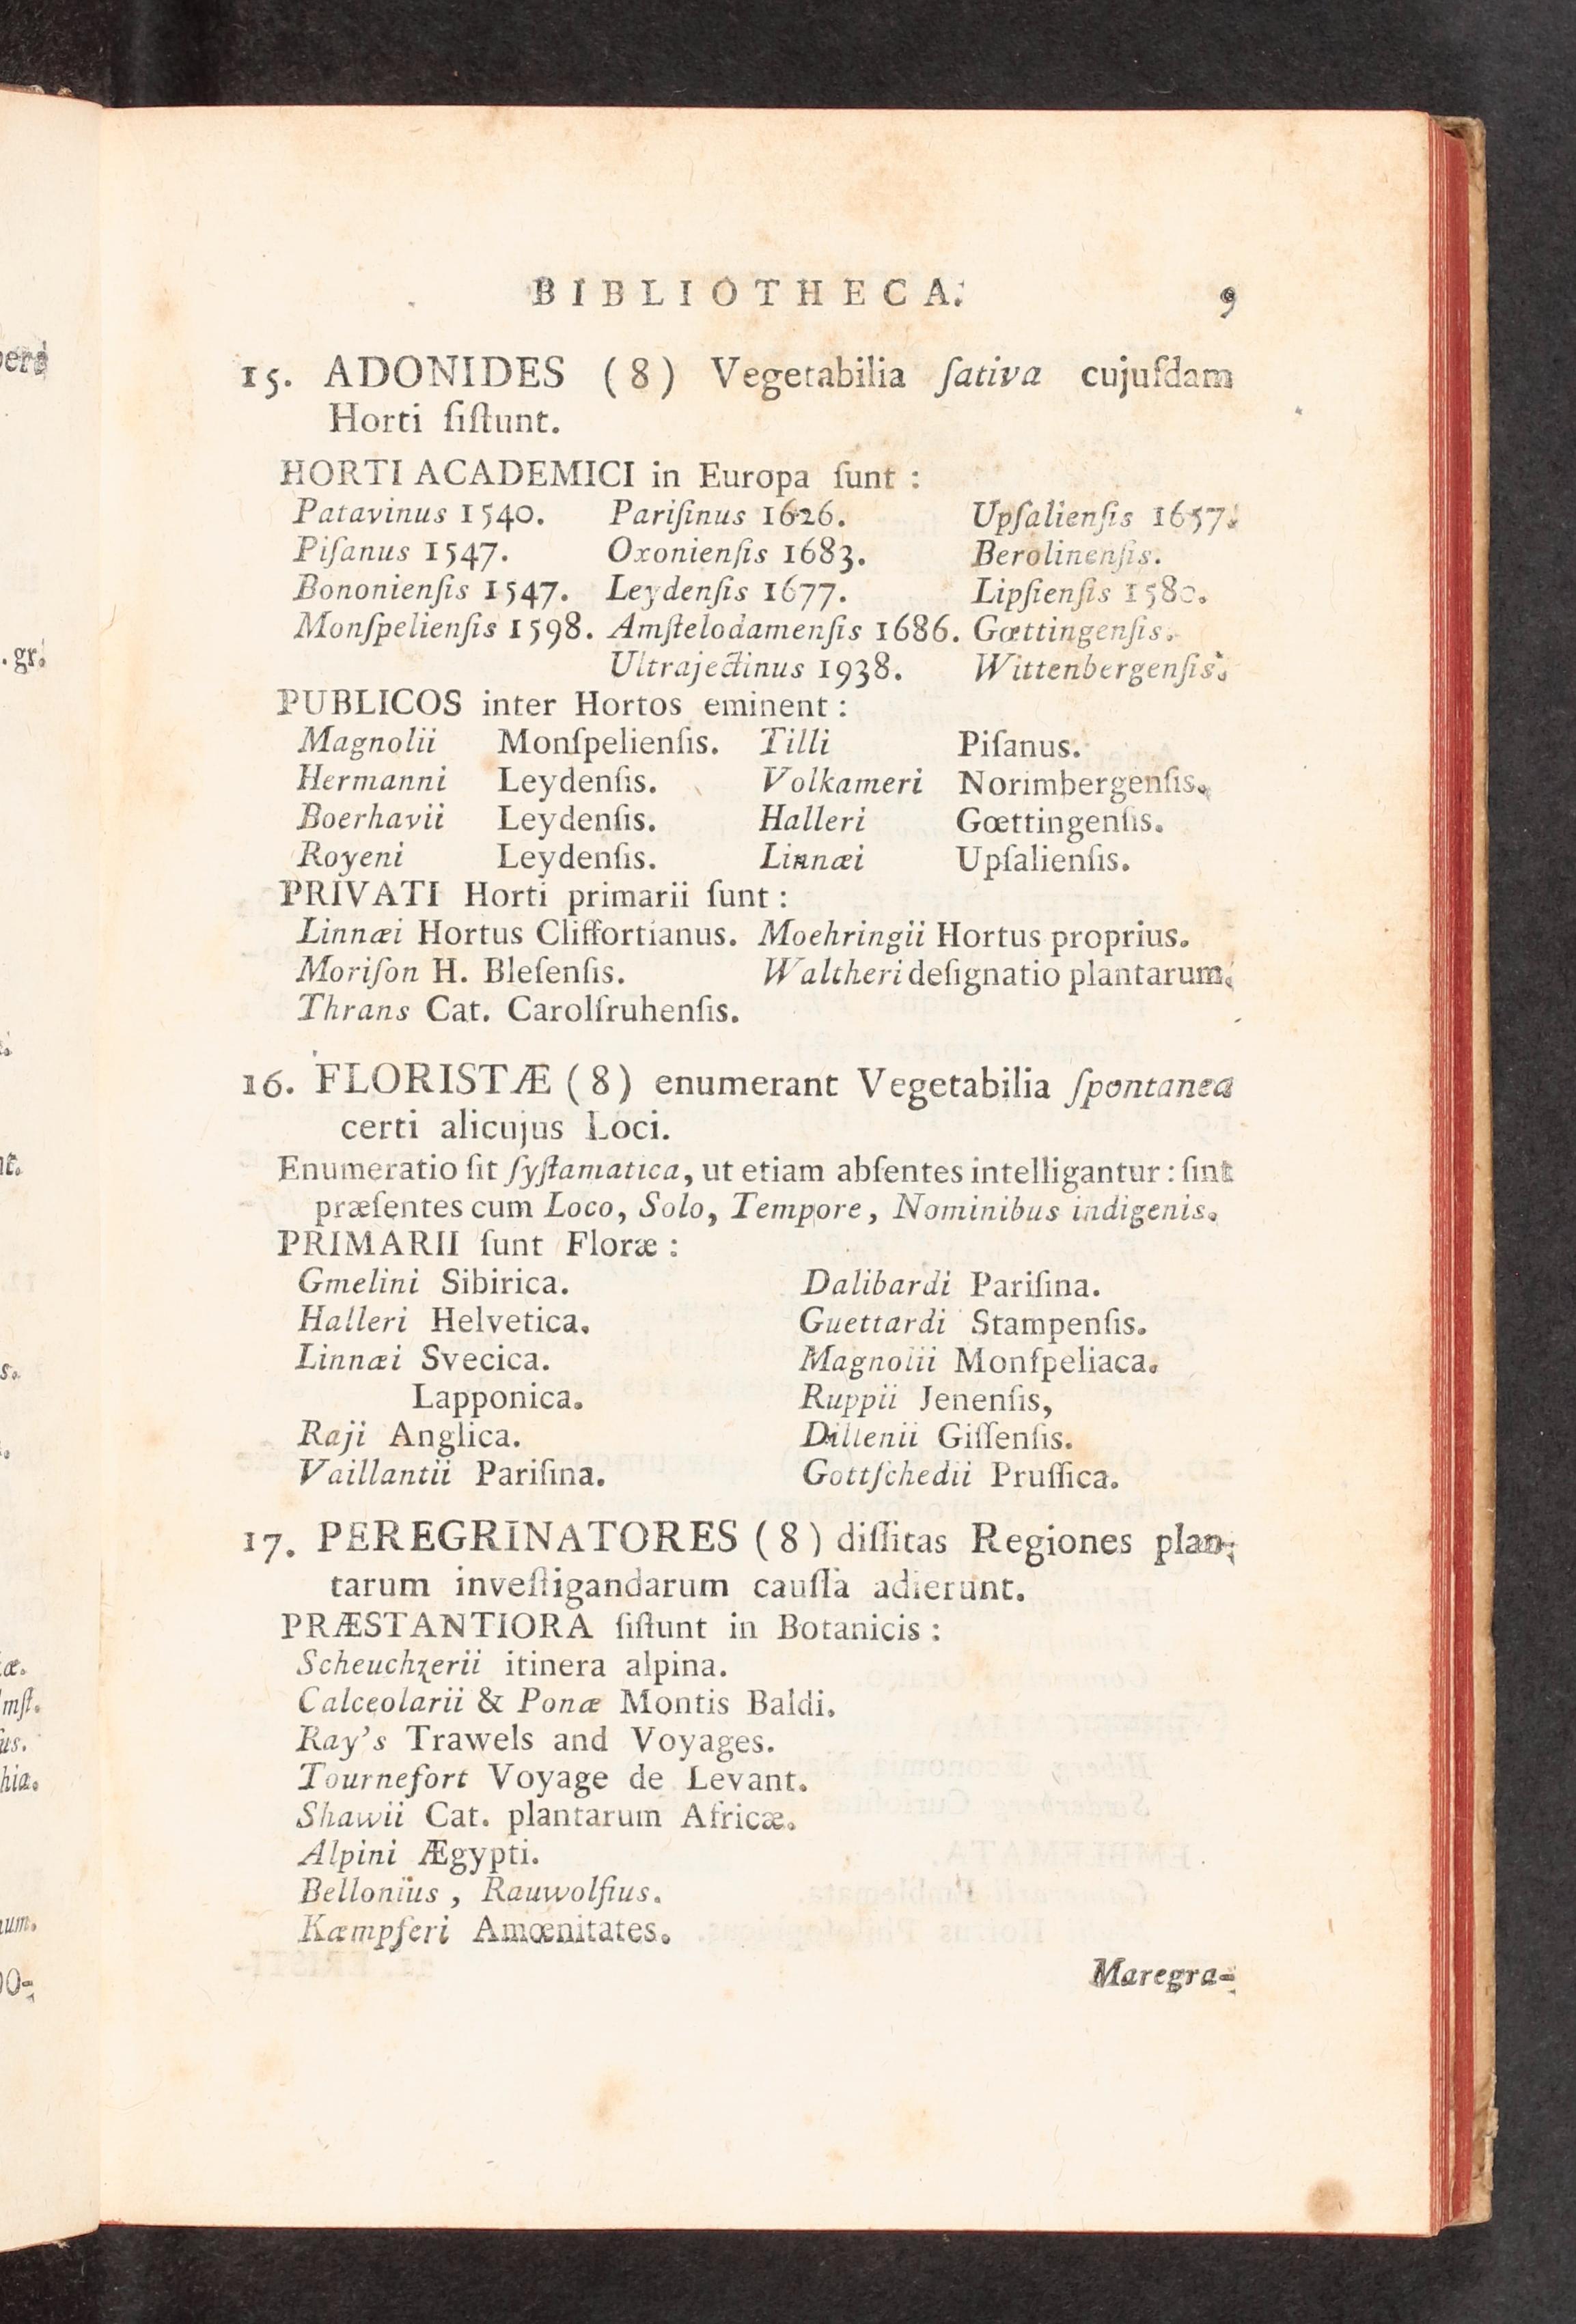 BIBLIOTHECA. 9
15. ADONIDES (8) Vegetabilia ſativa cujuſdam
Horti ſiſtunt.
HORTI ACADEMICI in Europa ſunt :
Patavinus 1540. Pariſinus 1626. Upſalienſis 1657.
Piſanus 1547. Oxonienſis 1683. Berolinenſis.
Bononienſis 1547. Leydenſis 1677. Lipſienſis 1580.
Monſpelienſis 1598. Amſtelodamenſis 1686. Gœttingenſis.
Ultrajectinus 1938. Wittenbergenſis.
PUBLICOS inter Hortos eminent :
Magnolii Monſpelienſis. Tilli Piſanus.
Hermanni Leydenſis. Volkameri Norimbergenſis.
Boerhavii Leydenſis. Halleri Gœttingenſis.
Royeni Leydenſis. Linnæi Upſalienſis.
PRIVATI Horti primarii ſunt :
Linnæi Hortus Cliffortianus. Moehringii Hortus proprius.
Moriſon H. Bleſenſis. Waltheri deſignatio plantarum.
Thrans Cat. Carolſruhenſis.
16. FLORISTÆ (8) enumerant Vegetabilia ſpontanea
certi alicujus Loci.
Enumeratio ſit ſyſtamatica, ut etiam abſentes intelligantur : ſint
præſentes cum Loco, Solo, Tempore, Nominibus indigenis.
PRIMARII ſunt Floræ :
Gmelini Sibirica. Dalibardi Pariſina.
Halleri Helvetica. Guettardi Stampenſis.
Linnæi Svecica. Magnolii Monſpeliaca.
Lapponica. Ruppii Jenenſis,
Raji Anglica. Dillenii Giſſenſis.
Vaillantii Pariſina. Gottſchedii Pruſſica.
17. PEREGRINATORES (8) diſſitas Regiones plan-
tarum inveſtigandarum cauſſà adierunt.
PRÆSTANTIORA ſiſtunt in Botanicis :
Scheuchzerii itinera alpina.
Calceolarii & Ponæ Montis Baldi.
Ray's Trawels and Voyages.
Tournefort Voyage de Levant.
Shawii Cat. plantarum Africæ.
Alpini Ægypti.
Bellonius, Rauwolfius.
Kæmpferi Amœnitates.
Maregra-